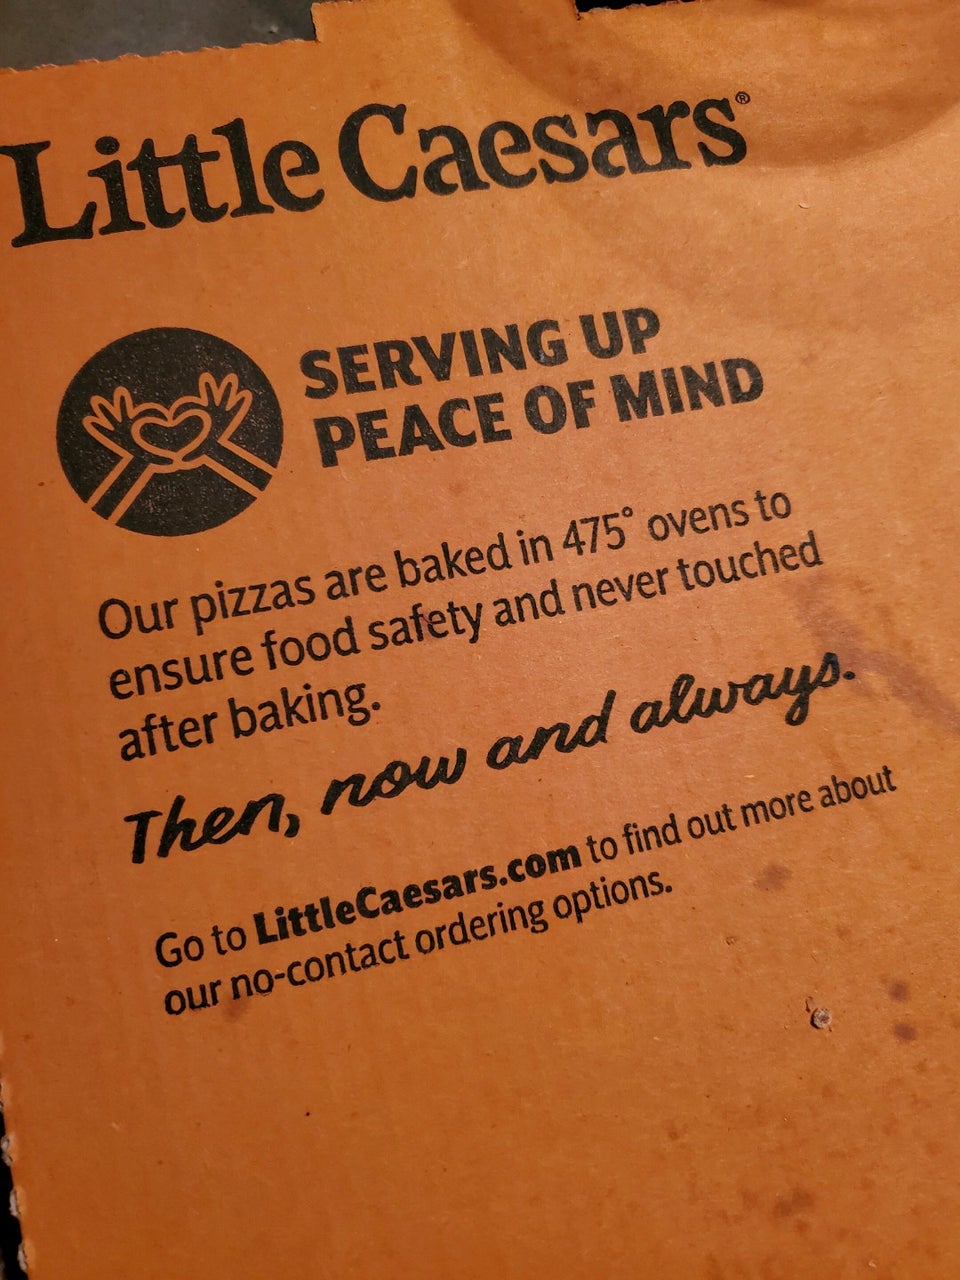 Little Caesars®
SERVING UP
PEACE OF MIND
Our pizzas are baked in 475° ovens to
ensure food safety and never touched
after baking.
Then, now and always.
Go to LittleCaesars.com to find out more about
our no-contact ordering options.